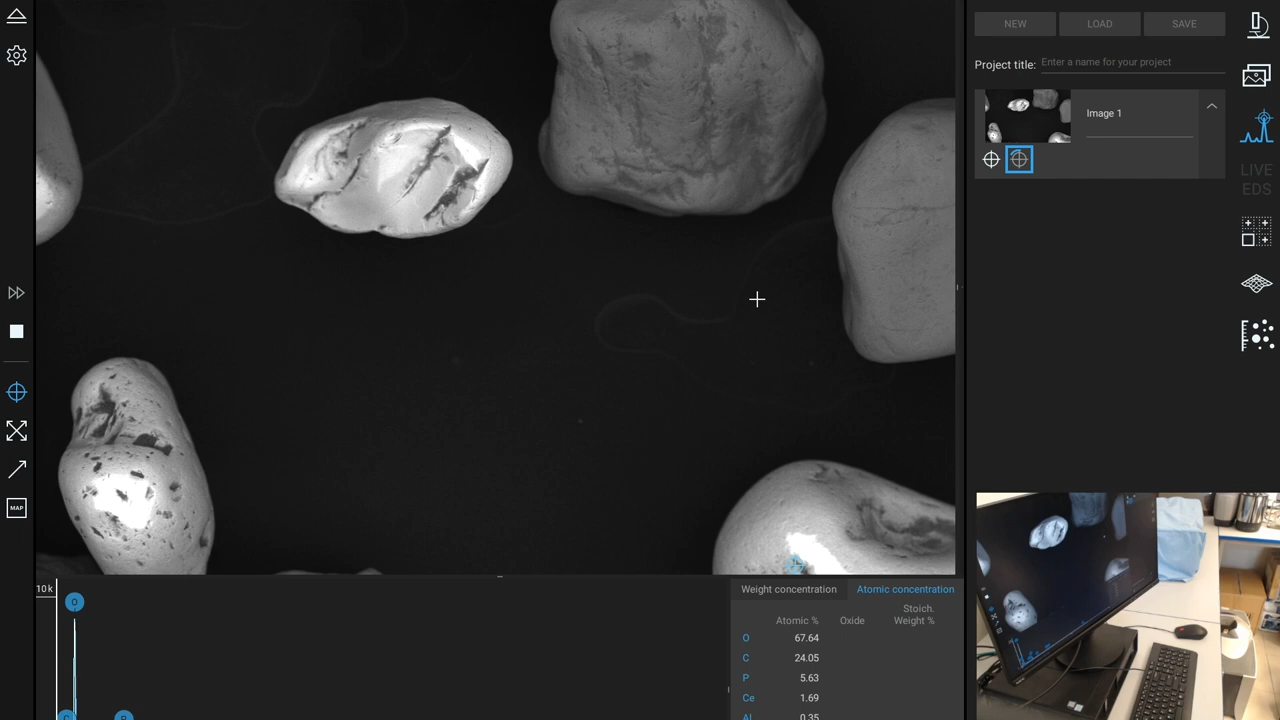 NEW LOAD SAVE
Project title: Enter a name for your project
Image 1
LIVE
EDS
MAP
10 k
O
C
P
Weight concentration Atomic concentration
Atomic % Oxide Stoich. Weight %
O 67.64
C 24.05
P 5.63
Ce 1.69
Al 0.35